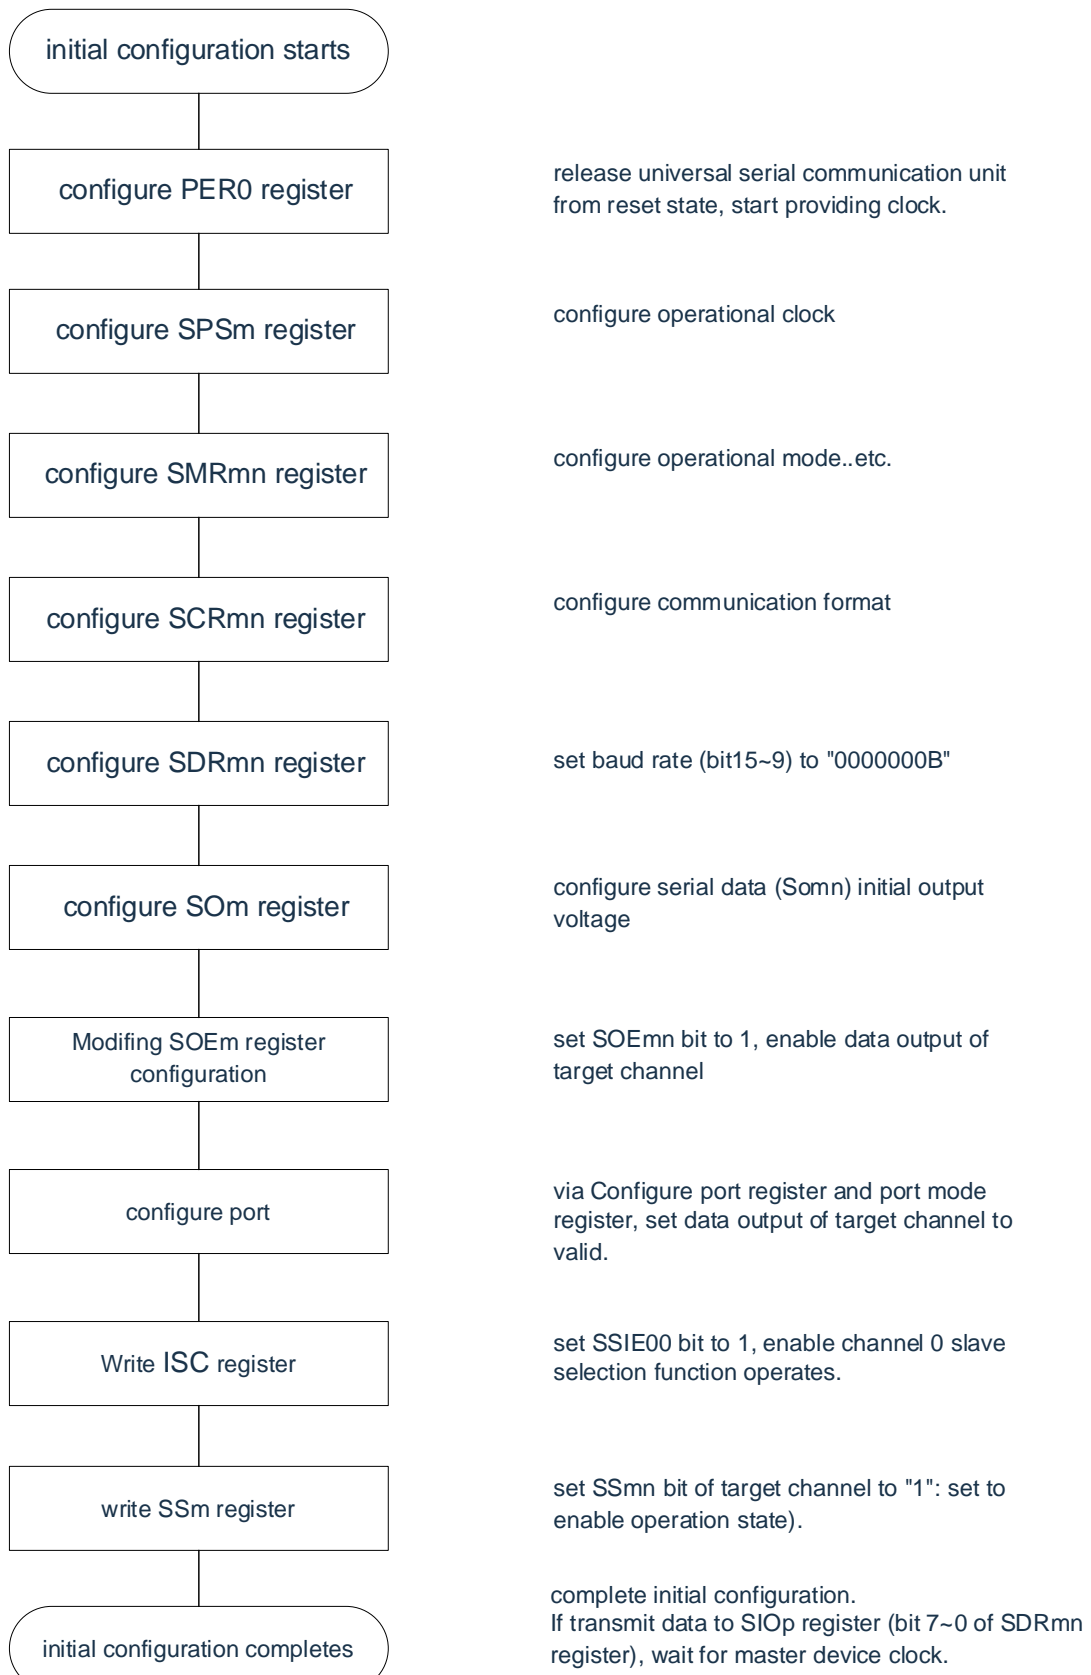 initial configuration starts
configure PER0 register
release universal serial communication unit
from reset state, start providing clock.
configure SPSm register
configure operational clock
configure SMRmn register
configure operational mode..etc.
configure SCRmn register
configure communication format
configure SDRmn register
set baud rate (bit15~9) to "0000000B"
configure SOm register
configure serial data (Somn) initial output
voltage
Modifing SOEm register
configuration
set SOEmn bit to 1, enable data output of
target channel
configure port
via Configure port register and port mode
register, set data output of target channel to
valid.
Write ISC register
set SSIE00 bit to 1, enable channel 0 slave
selection function operates.
write SSm register
set SSmn bit of target channel to "1": set to
enable operation state).
initial configuration completes
complete initial configuration.
If transmit data to SIOp register (bit 7~0 of SDRmn
register), wait for master device clock.